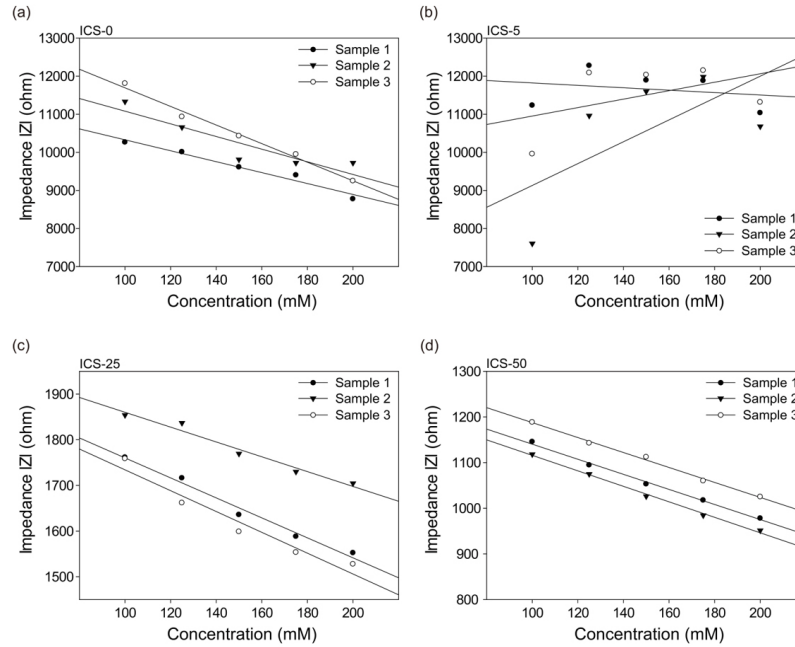 (a)
ICS-0
13000
12000
11000
10000
9000
8000
7000
Impedance |Z| (ohm)
100 120 140 160 180 200
Concentration (mM)
Sample 1
Sample 2
Sample 3
(b)
ICS-5
13000
12000
11000
10000
9000
8000
7000
Impedance |Z| (ohm)
100 120 140 160 180 200
Concentration (mM)
Sample 1
Sample 2
Sample 3
(c)
ICS-25
1900
1800
1700
1600
1500
Impedance |Z| (ohm)
100 120 140 160 180 200
Concentration (mM)
Sample 1
Sample 2
Sample 3
(d)
ICS-50
1300
1200
1100
1000
900
800
Impedance |Z| (ohm)
100 120 140 160 180 200
Concentration (mM)
Sample 1
Sample 2
Sample 3